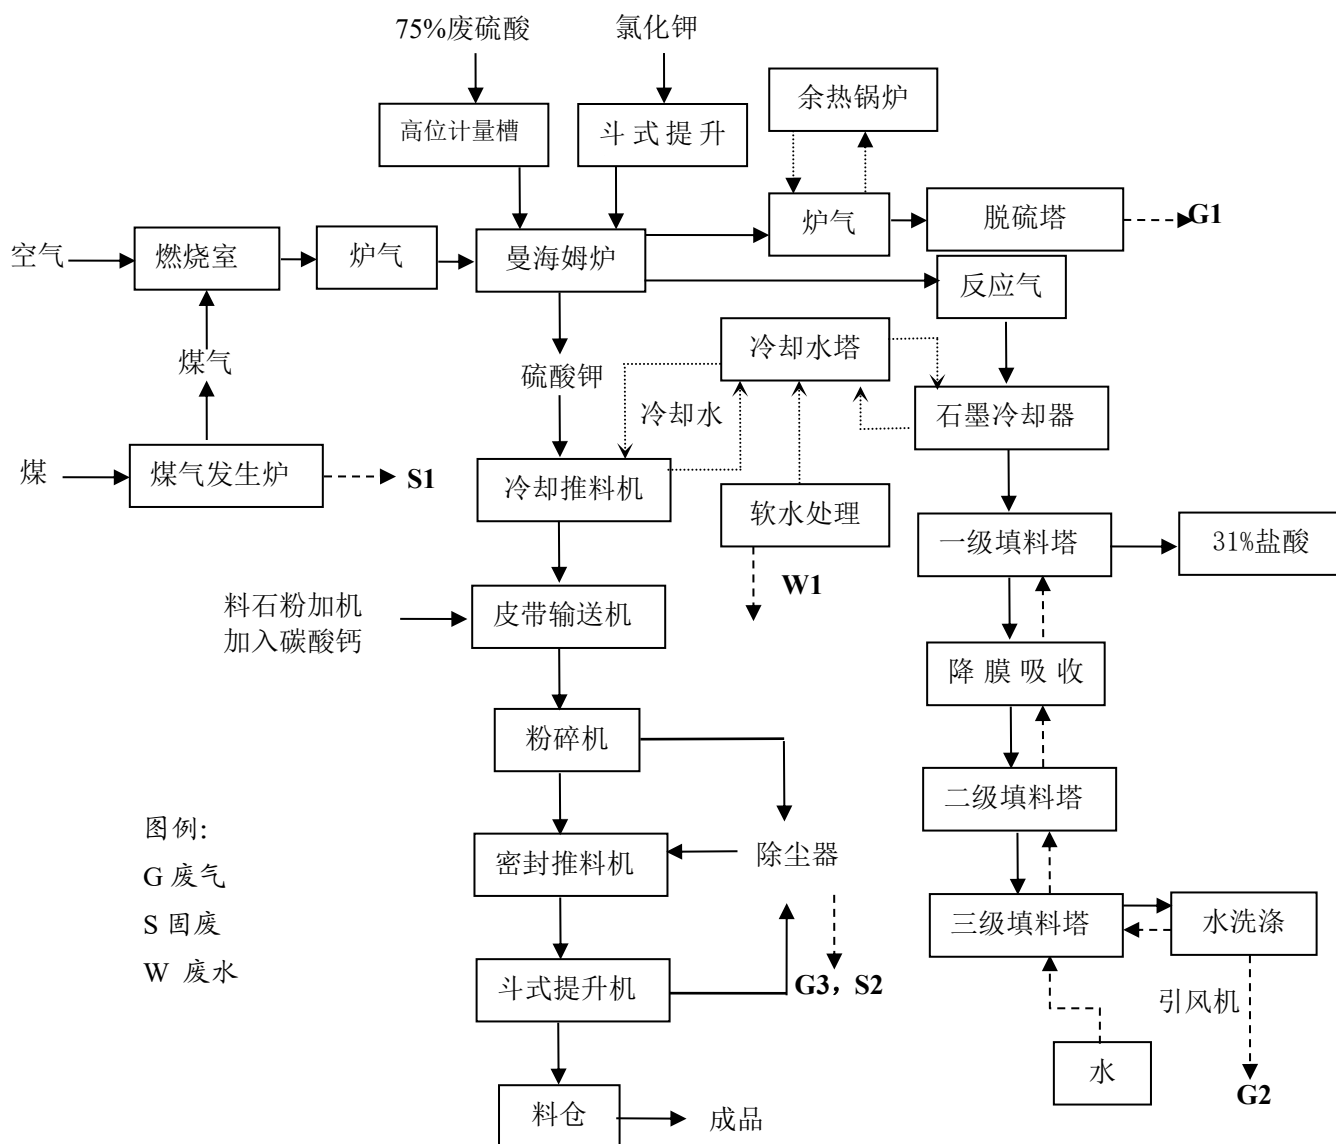 75%废硫酸
氯化钾
高位计量槽
斗式提升
余热锅炉
炉气
脱硫塔
G1
空气
燃烧室
炉气
曼海姆炉
反应气
煤气
硫酸钾
冷却水塔
冷却水
石墨冷却器
煤
煤气发生炉
S1
冷却推料机
软水处理
一级填料塔
31%盐酸
W1
料石粉加机
加入碳酸钙
皮带输送机
降膜吸收
粉碎机
二级填料塔
图例:
G 废气
S 固废
W 废水
密封推料机
除尘器
三级填料塔
水洗涤
斗式提升机
G3，S2
引风机
水
G2
料仓
成品